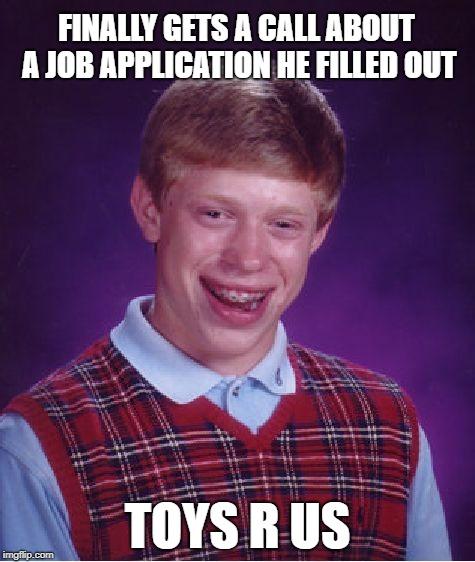 FINALLY GETS A CALL ABOUT
A JOB APPLICATION HE FILLED OUT
TOYS R US
imgflip.com